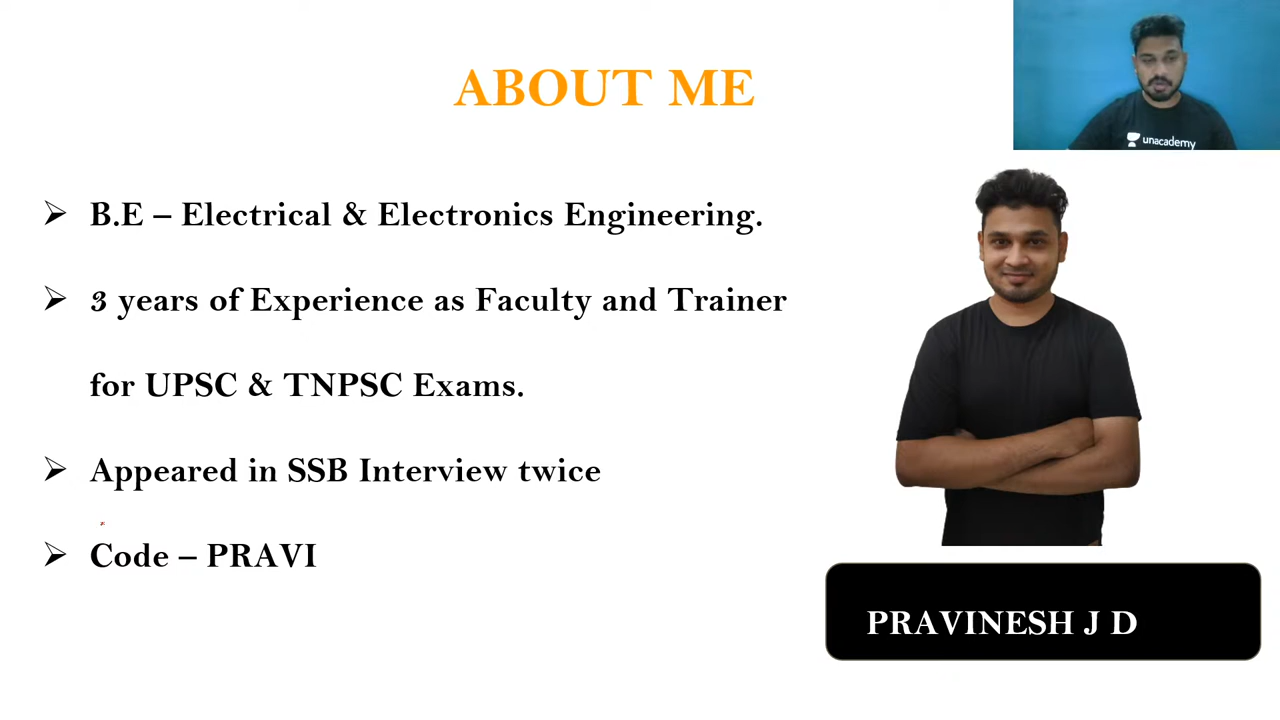 ABOUT ME
unacademy
B.E – Electrical & Electronics Engineering.
3 years of Experience as Faculty and Trainer
for UPSC & TNPSC Exams.
Appeared in SSB Interview twice
Code – PRAVI
PRAVINESH J D